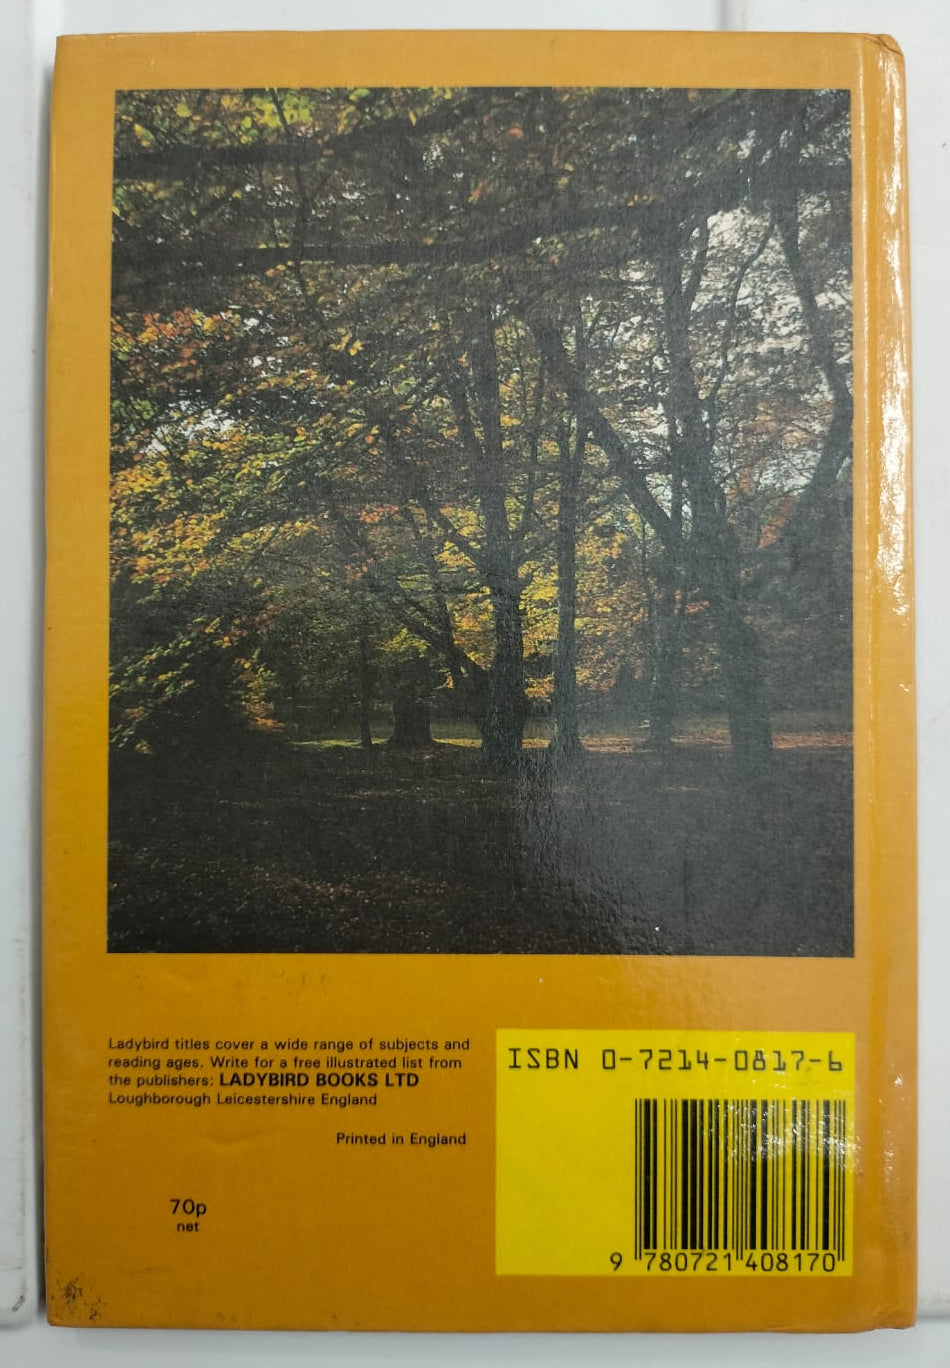 Ladybird titles cover a wide range of subjects and
reading ages. Write for a free illustrated list from
the publishers: LADYBIRD BOOKS LTD
Loughborough Leicestershire England
Printed in England
70p
net
ISBN 0-7214-0817-6
9 780721 408170